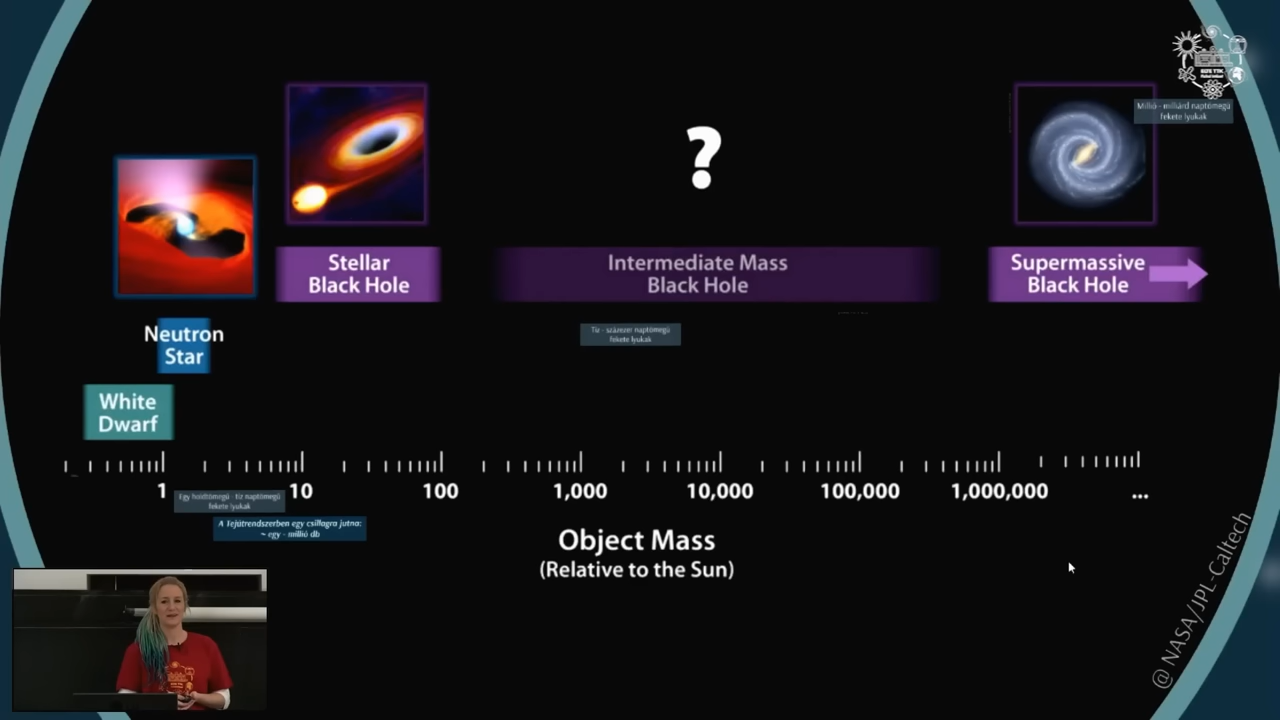 Millió - milliárd naptömegű
fekete lyukak
?
Stellar
Black Hole
Intermediate Mass
Black Hole
Supermassive
Black Hole
Neutron
Star
Tíz - százezer naptömegű
fekete lyukak
White
Dwarf
1 10 100 1,000 10,000 100,000 1,000,000 ...
Egy holdtömegű - tíz naptömegű
fekete lyukak
A Tejútrendszerben egy csillagra jutna:
~ egy - millió db
Object Mass
(Relative to the Sun)
@ NASA/JPL-Caltech